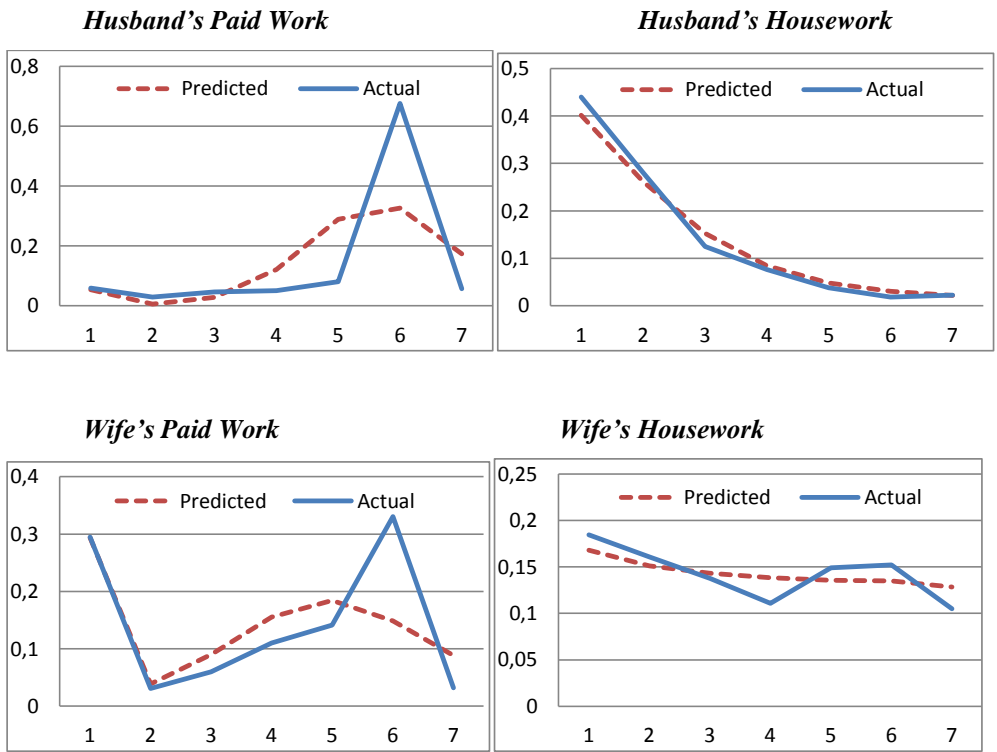 Husband’s Paid Work
0,8
0,6
0,4
0,2
0
Predicted Actual
1 2 3 4 5 6 7
Husband’s Housework
0,5
0,4
0,3
0,2
0,1
0
Predicted Actual
1 2 3 4 5 6 7
Wife’s Paid Work
0,4
0,3
0,2
0,1
0
Predicted Actual
1 2 3 4 5 6 7
Wife’s Housework
0,25
0,2
0,15
0,1
0,05
0
Predicted Actual
1 2 3 4 5 6 7